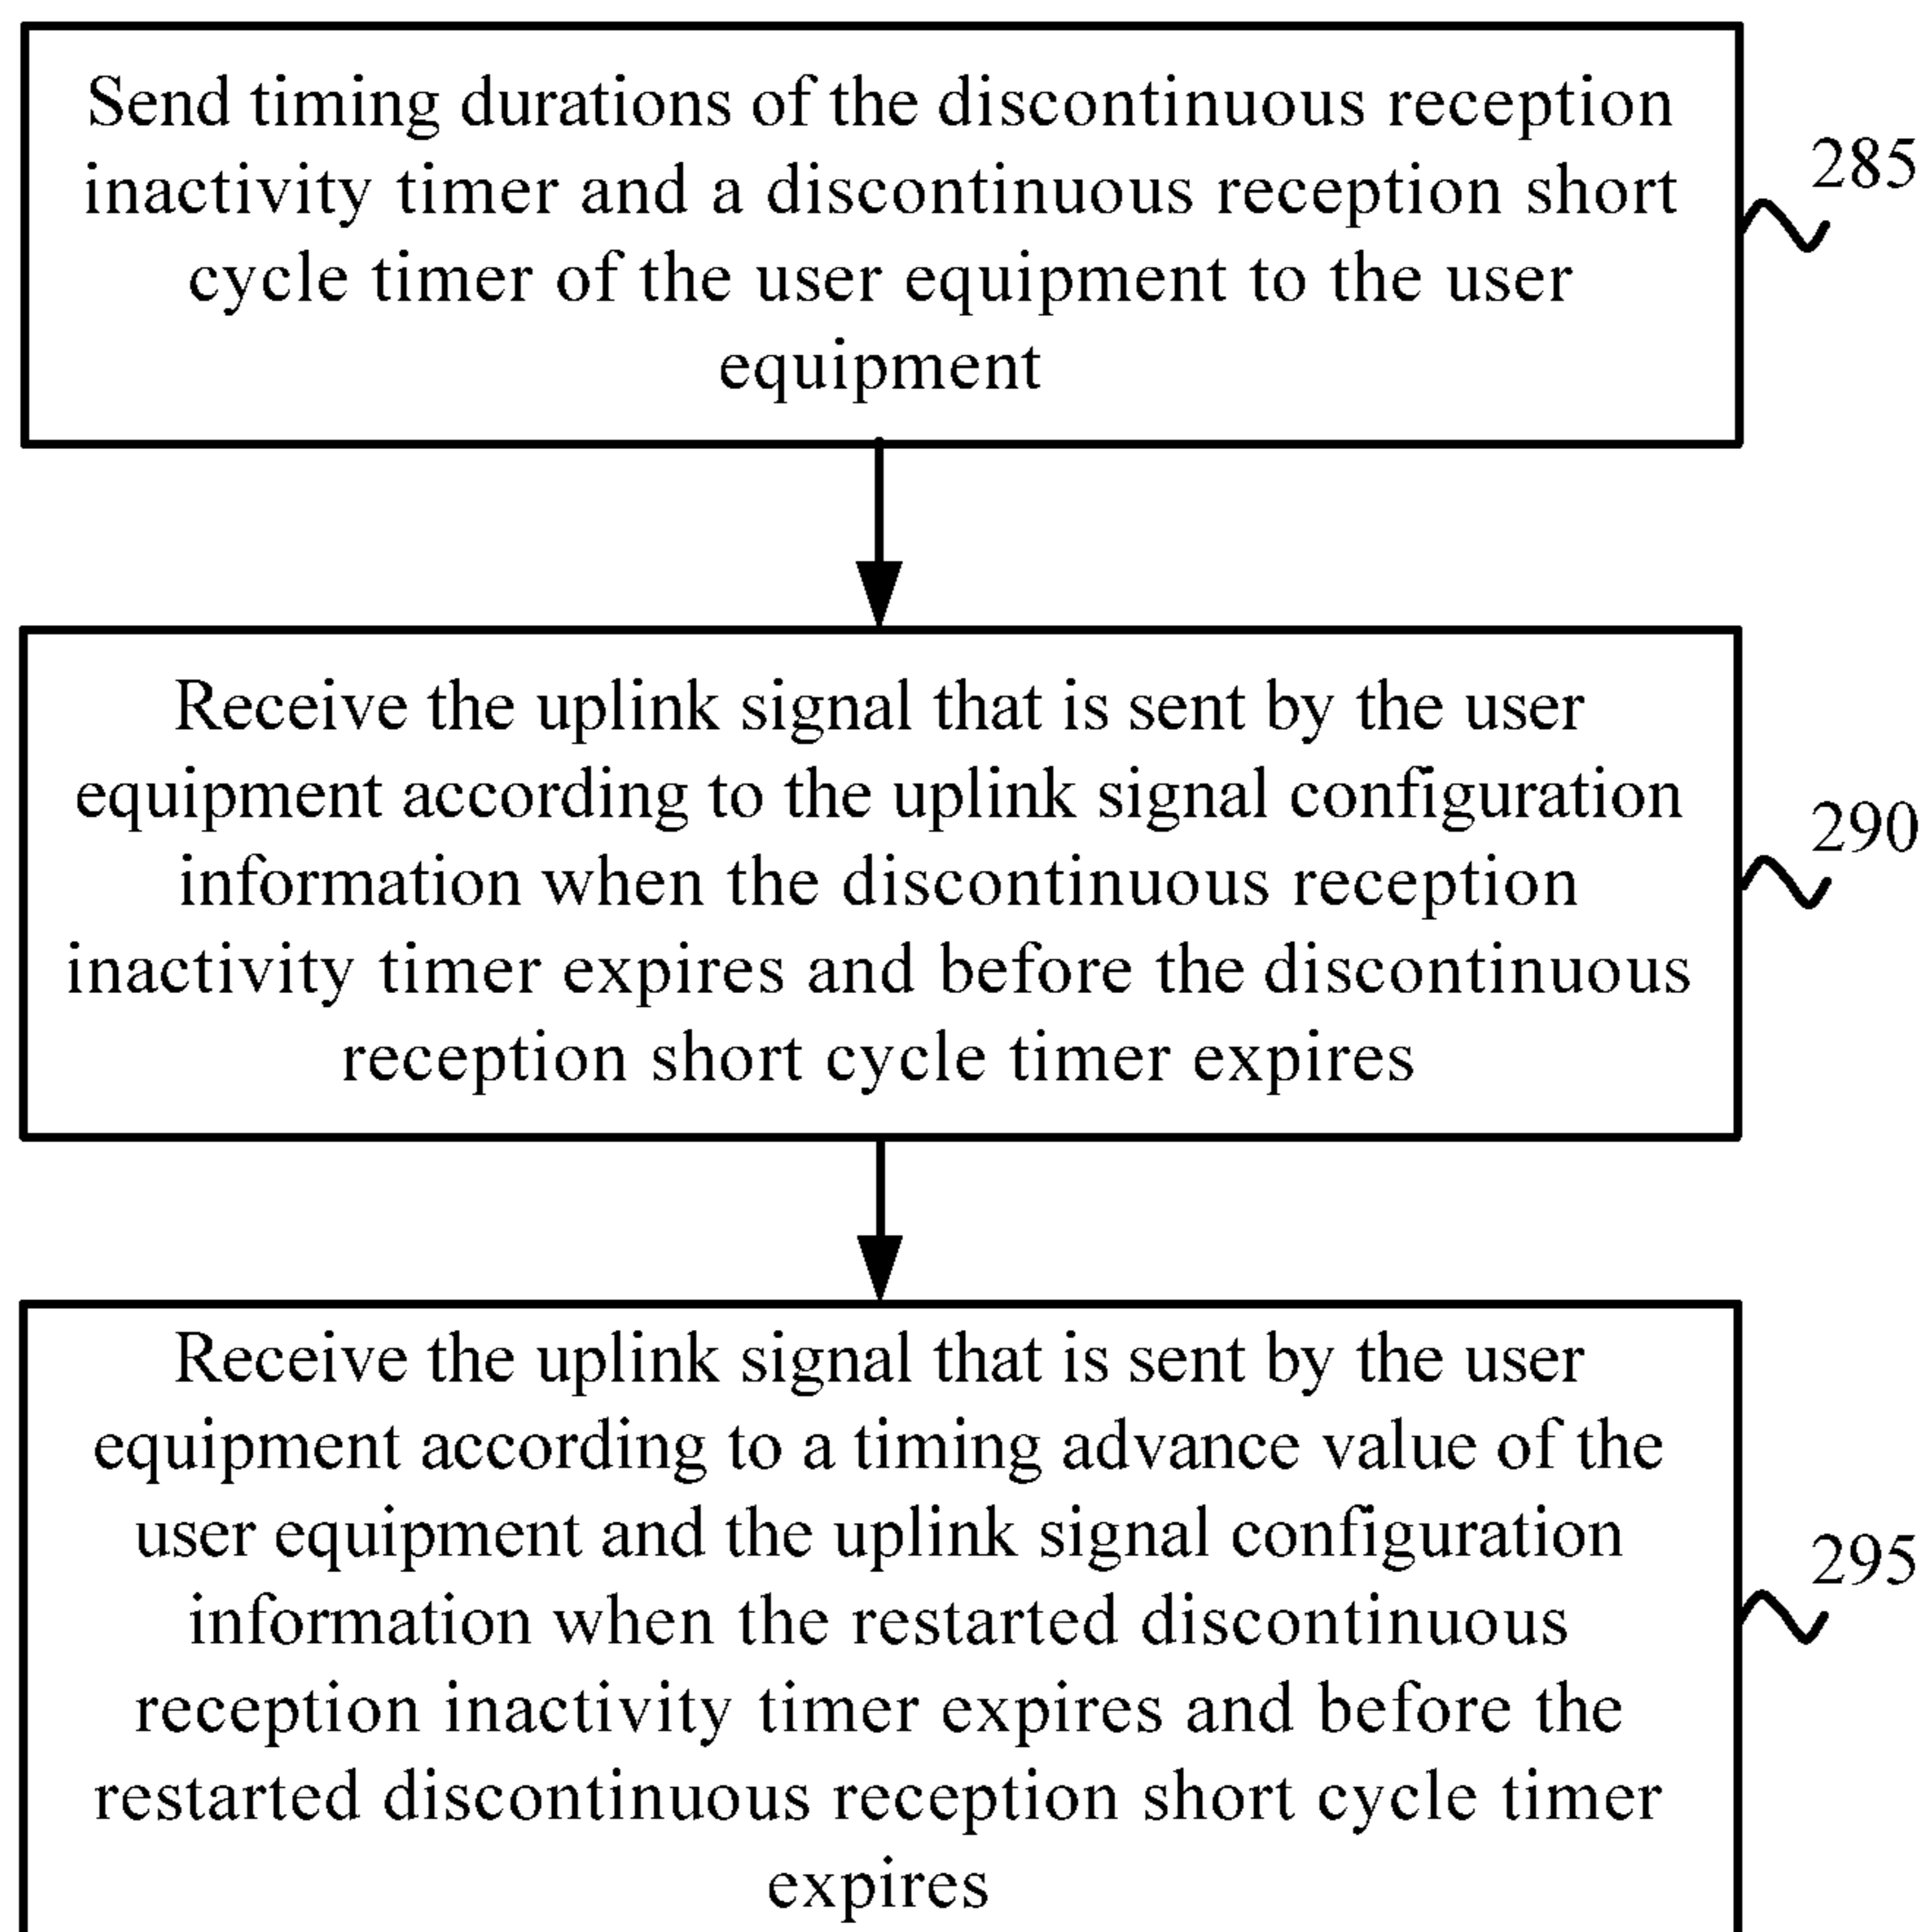 Send timing durations of the discontinuous reception
inactivity timer and a discontinuous reception short
cycle timer of the user equipment to the user
equipment
285
Receive the uplink signal that is sent by the user
equipment according to the uplink signal configuration
information when the discontinuous reception
inactivity timer expires and before the discontinuous
reception short cycle timer expires
290
Receive the uplink signal that is sent by the user
equipment according to a timing advance value of the
user equipment and the uplink signal configuration
information when the restarted discontinuous
reception inactivity timer expires and before the
restarted discontinuous reception short cycle timer
expires
295